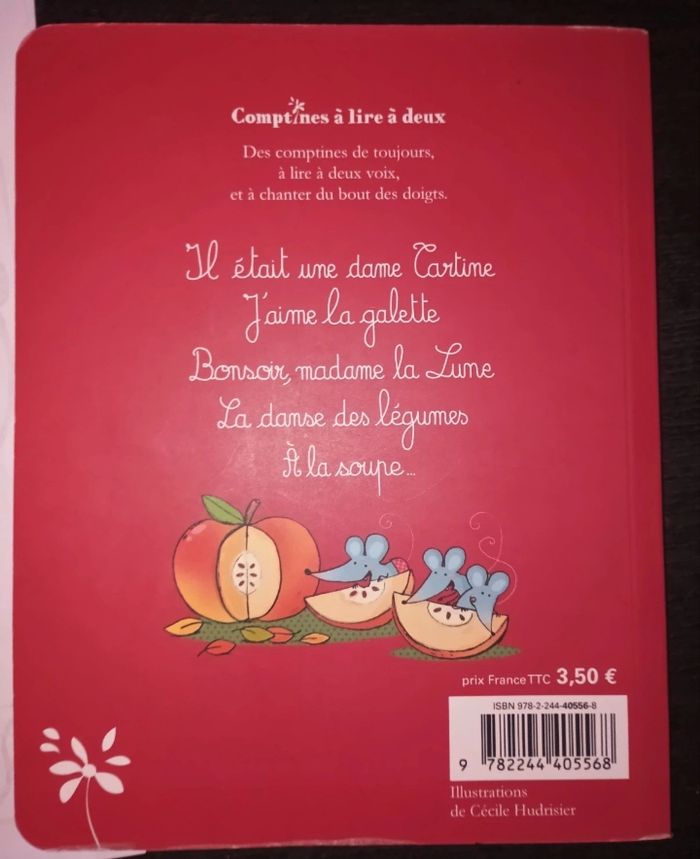 Comptines à lire à deux
Des comptines de toujours,
à lire à deux voix,
et à chanter du bout des doigts.
Il était une dame Tartine
J'aime la galette
Bonsoir, madame la Lune
La danse des légumes
À la soupe...
prix France TTC 3,50 €
ISBN 978-2-244-40556-8
9 782244 405568
Illustrations
de Cécile Hudrisier